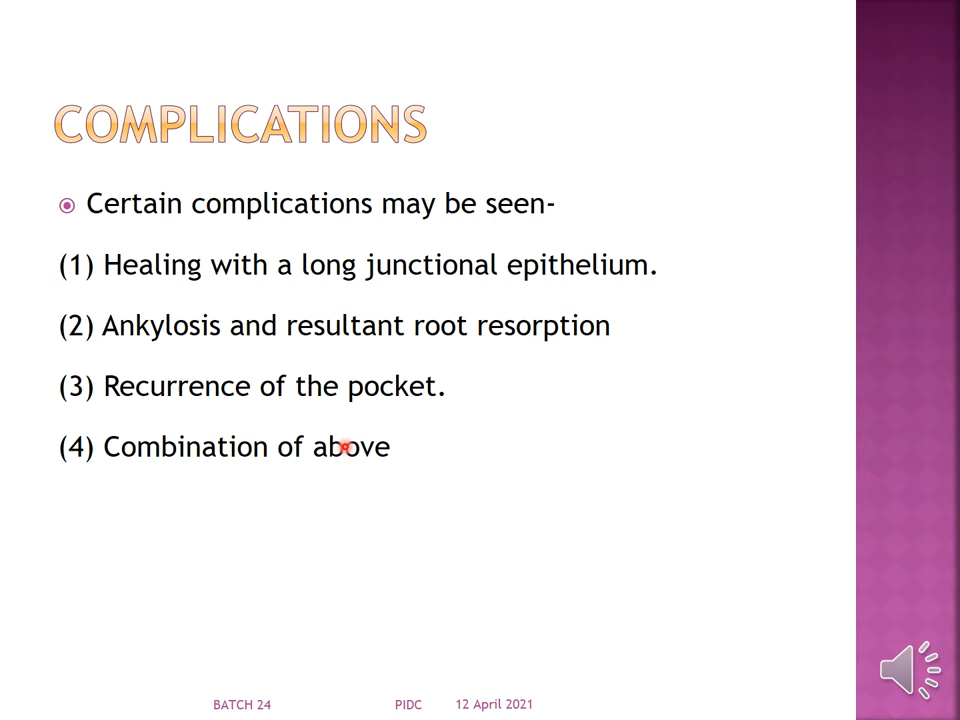 COMPLICATIONS
Certain complications may be seen-
(1) Healing with a long junctional epithelium.
(2) Ankylosis and resultant root resorption
(3) Recurrence of the pocket.
(4) Combination of above
BATCH 24 PIDC 12 April 2021